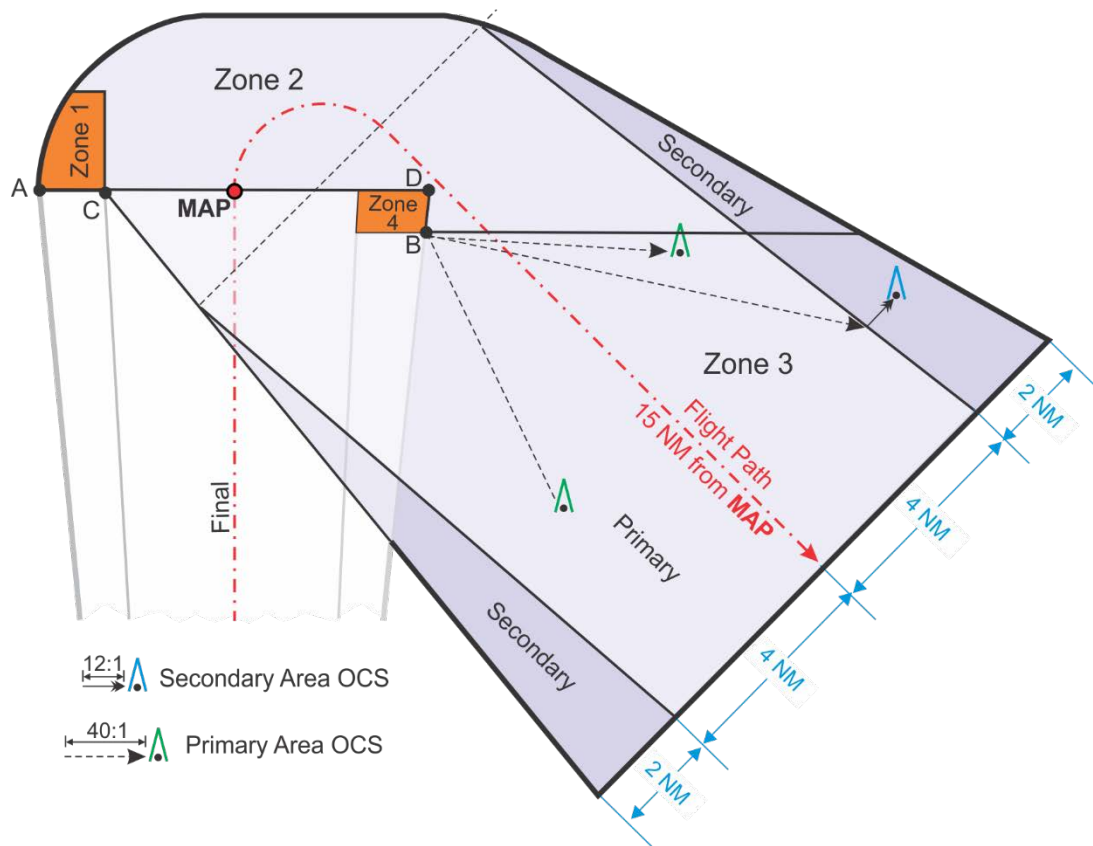 Zone 2
Zone 1
A
C
MAP
D
Zone
4
B
Secondary
Zone 3
Flight Path
15 NM from MAP
Final
Primary
Secondary
2 NM
4 NM
4 NM
2 NM
12:1
Secondary Area OCS
40:1
Primary Area OCS